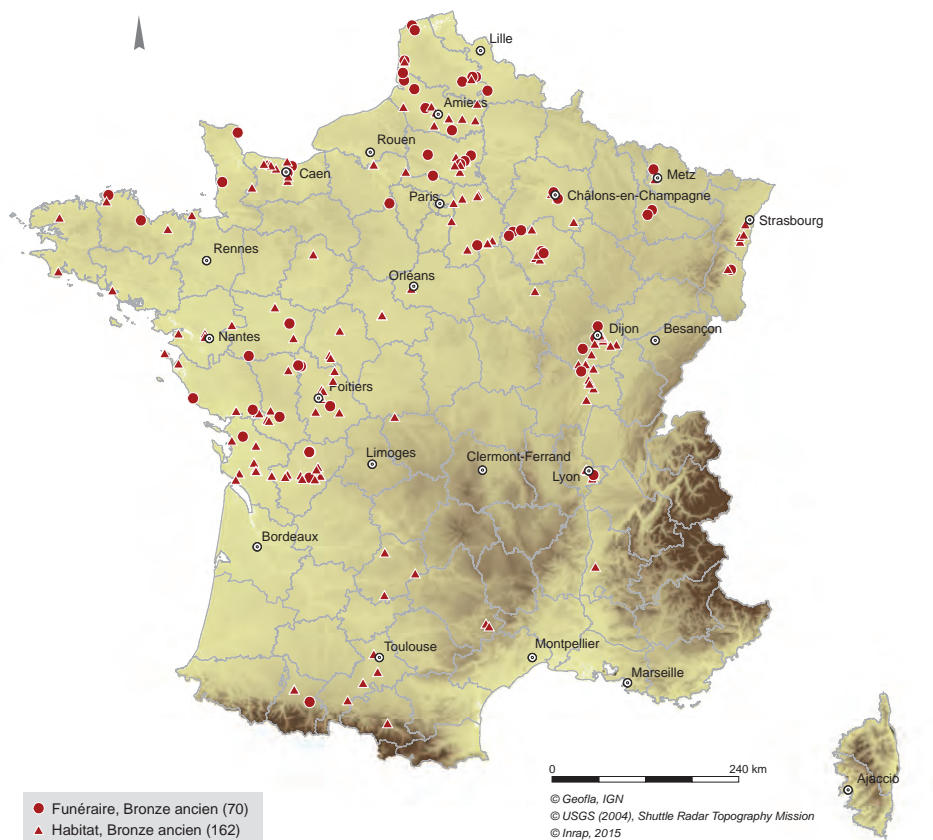 Lille
Amiens
Rouen
Caen
Metz
Châlons-en-Champagne
Paris
Strasbourg
Rennes
Orléans
Dijon
Besançon
Nantes
Poitiers
Limoges
Clermont-Ferrand
Lyon
Bordeaux
Toulouse
Montpellier
Marseille
Ajaccio
0 240 km
© Geofla, IGN
© USGS (2004), Shuttle Radar Topography Mission
© Inrap, 2015
Funéraire, Bronze ancien (70)
Habitat, Bronze ancien (162)